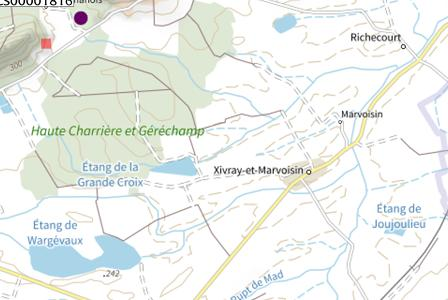 Richecourt
300
Marvoisin
Haute Charrière et Géréchamp
Étang de la
Grande Croix
Xivray-et-Marvoisin
Étang de
Wargévaux
Étang de
Joujoulieu
.242
Rupt de Mad